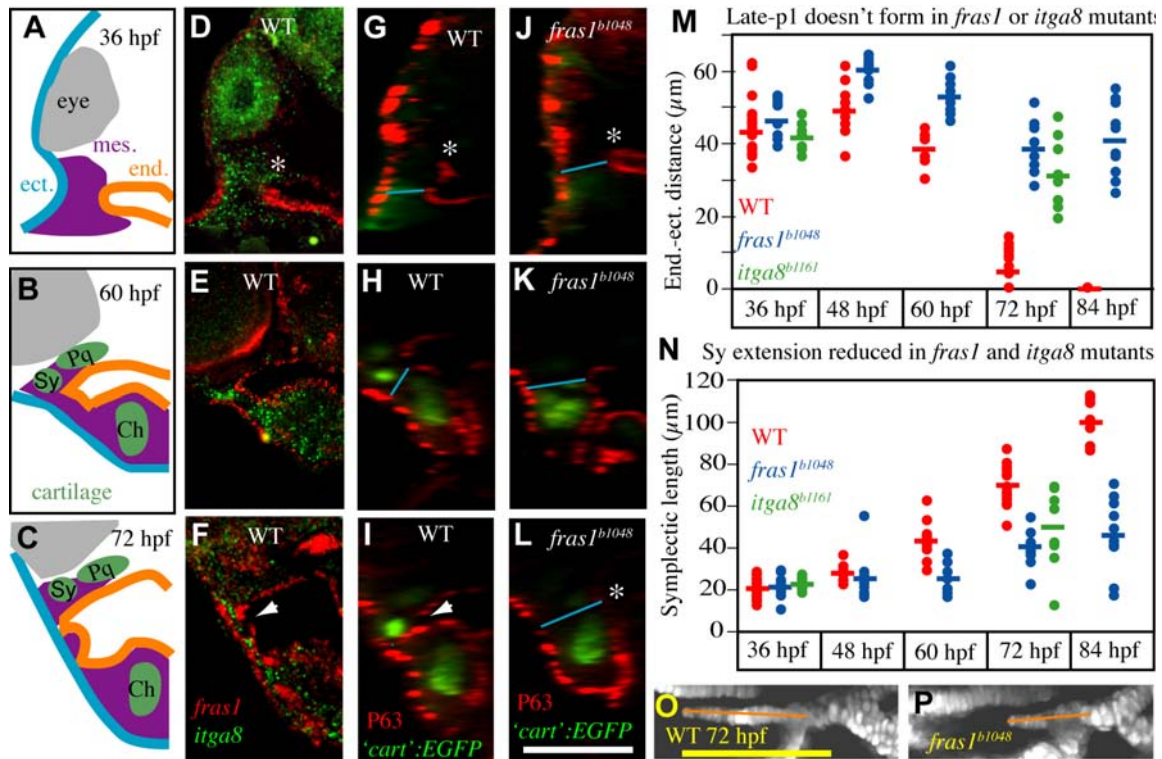 A
36 hpf
eye
mes.
ect.
end.
B
60 hpf
Pq
Sy
Ch
cartilage
C
72 hpf
Sy
Pq
Ch
D
WT
*
E
WT
F
WT
fras1
itga8
G
WT
*
H
WT
I
WT
P63
'cart':EGFP
J
fras1b1048
*
K
fras1b1048
L
fras1b1048
*
P63
'cart':EGFP
M
Late-p1 doesn't form in fras1 or itga8 mutants
End.-ect. distance (µm)
60
40
20
0
WT
fras1b1048
itga8b1161
36 hpf
48 hpf
60 hpf
72 hpf
84 hpf
N
Sy extension reduced in fras1 and itga8 mutants
Symplectic length (µm)
120
100
80
60
40
20
0
WT
fras1b1048
itga8b1161
36 hpf
48 hpf
60 hpf
72 hpf
84 hpf
O
WT 72 hpf
P
fras1b1048